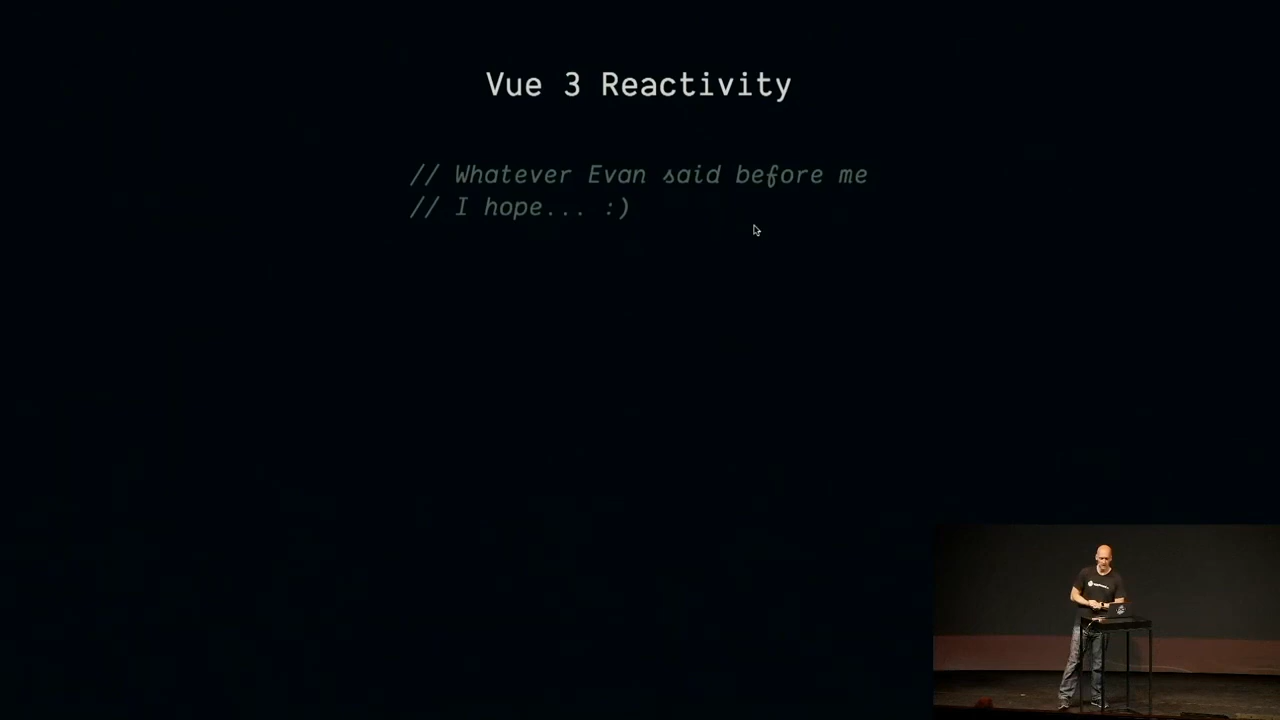 Vue 3 Reactivity
// Whatever Evan said before me
// I hope... :)